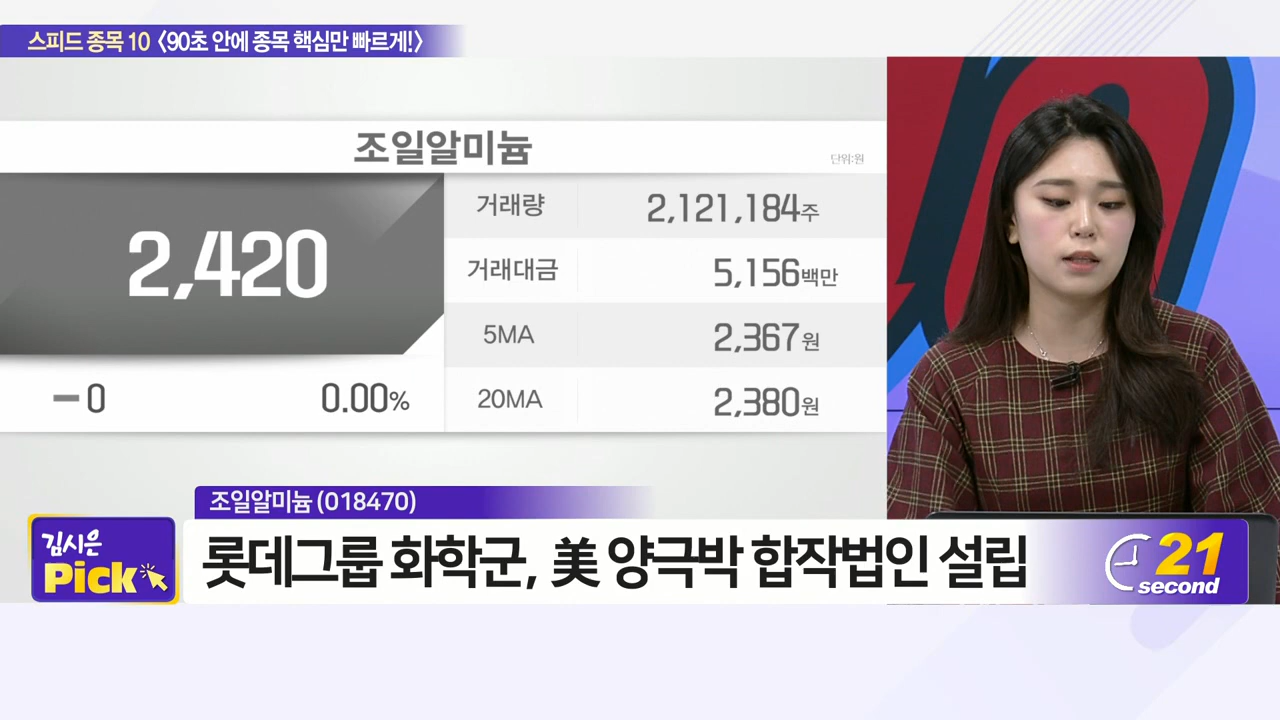 스피드 종목 10 〈90초 안에 종목 핵심만 빠르게!〉
조일알미늄
단위:원
2,420
0 0.00%
거래량 2,121,184주
거래대금 5,156백만
5MA 2,367원
20MA 2,380원
조일알미늄 (018470)
김시은
Pick
롯데그룹 화학군, 美 양극박 합작법인 설립
21
second